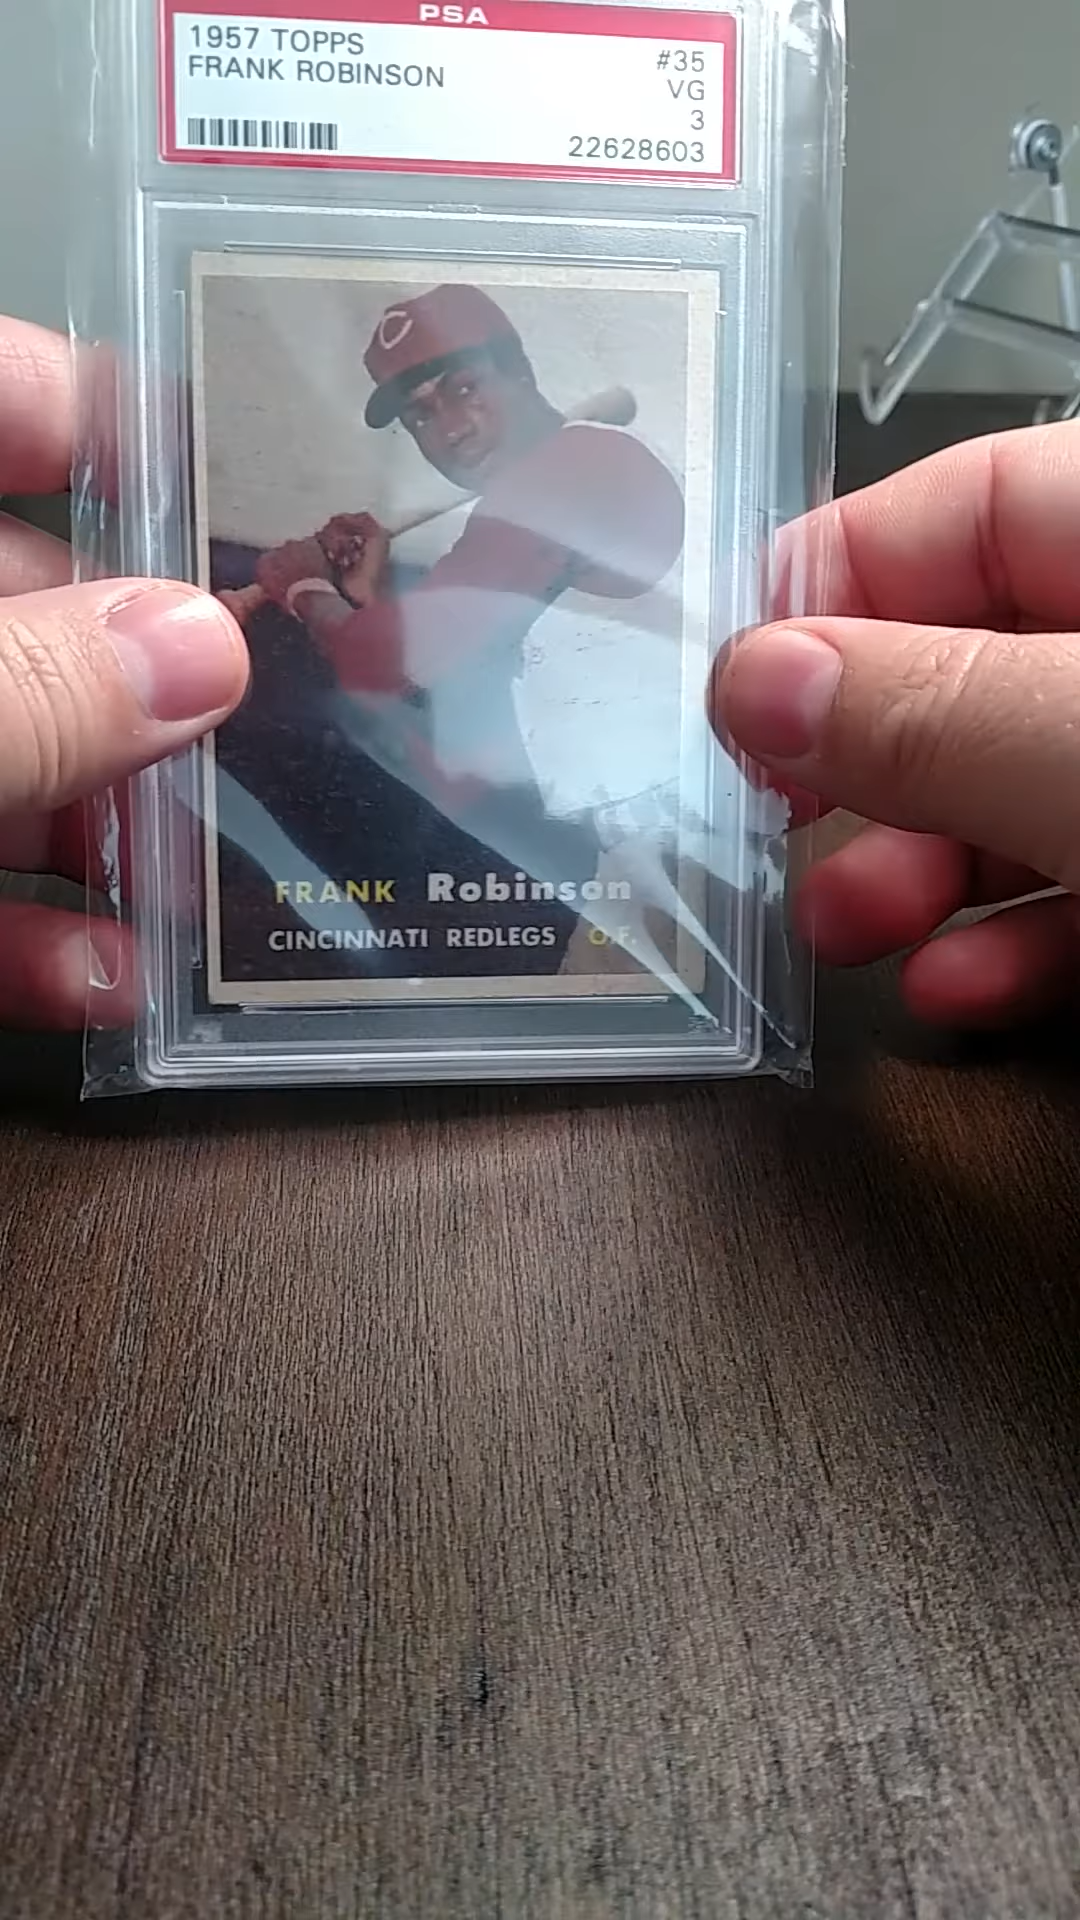 PSA
1957 TOPPS #35
FRANK ROBINSON VG
3
22628603
C
FRANK Robinson
CINCINNATI REDLEGS O.F.